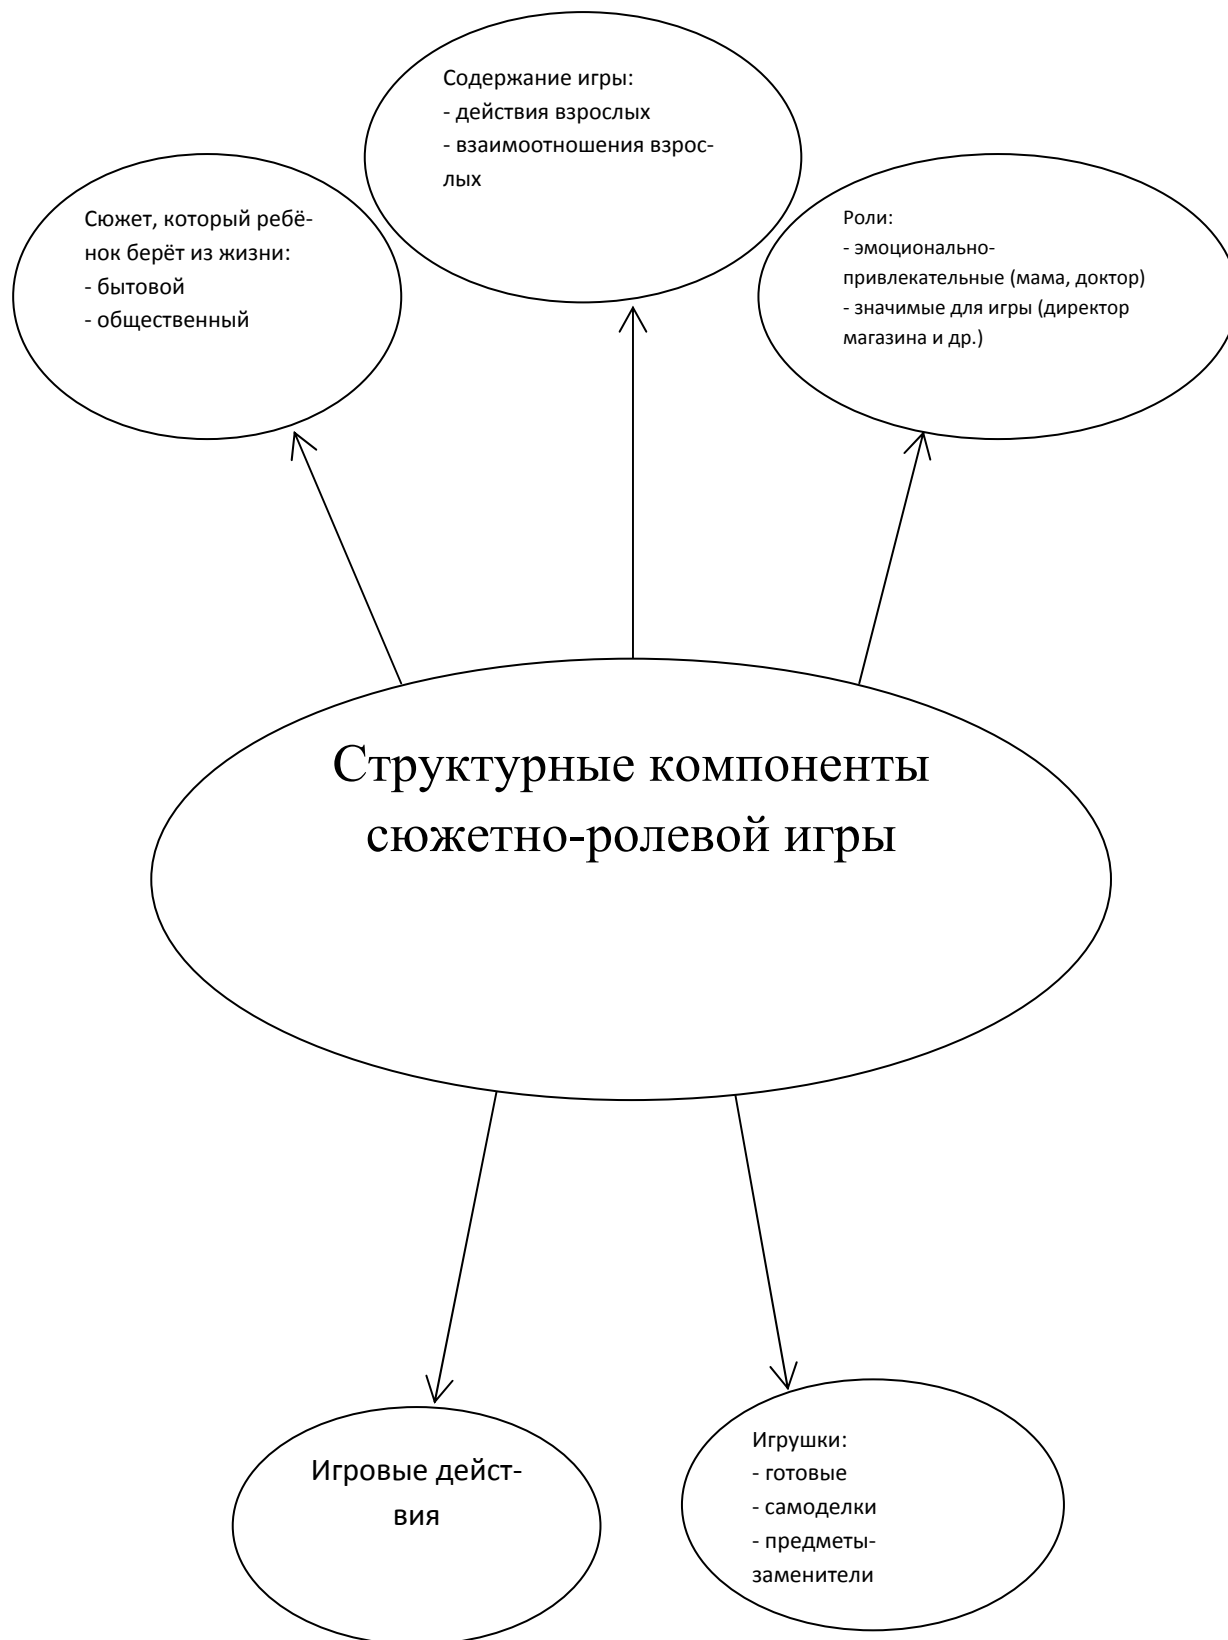 Содержание игры:
- действия взрослых
- взаимоотношения взрос-
лых
Сюжет, который ребё-
нок берёт из жизни:
- бытовой
- общественный
Роли:
- эмоционально-
привлекательные (мама, доктор)
- значимые для игры (директор
магазина и др.)
Структурные компоненты
сюжетно-ролевой игры
Игровые дейст-
вия
Игрушки:
- готовые
- самоделки
- предметы-
заменители